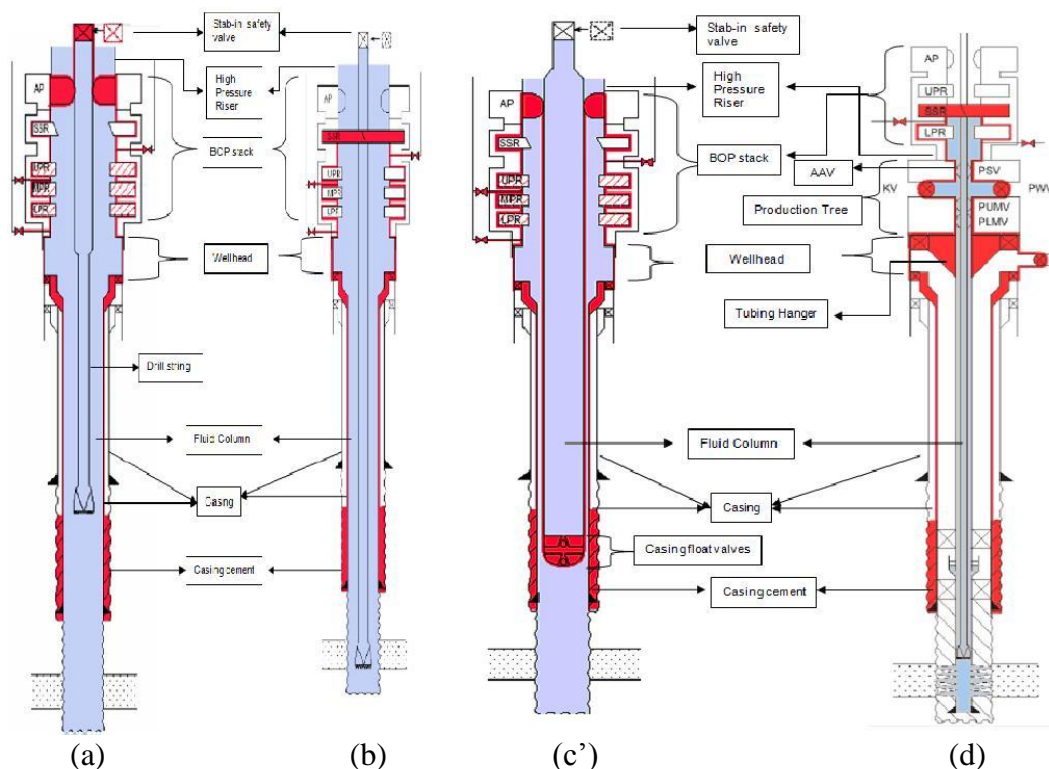 Stab-in safety
valve
High
Pressure
Riser
AP
SSR
UPR
MPR
LPR
BOP stack
Wellhead
Drill string
Fluid Column
Casing
Casing cement
(a)
AP
SSR
UPR
MPR
LPR
(b)
Stab-in safety
valve
High
Pressure
Riser
AP
SSR
UPR
MPR
LPR
BOP stack
AAV
Production Tree
Wellhead
Tubing Hanger
Fluid Column
Casing
Casing float valves
Casing cement
(c’)
AP
UPR
SSR
LPR
PSV
KV
PWV
PUMV
PLMV
(d)